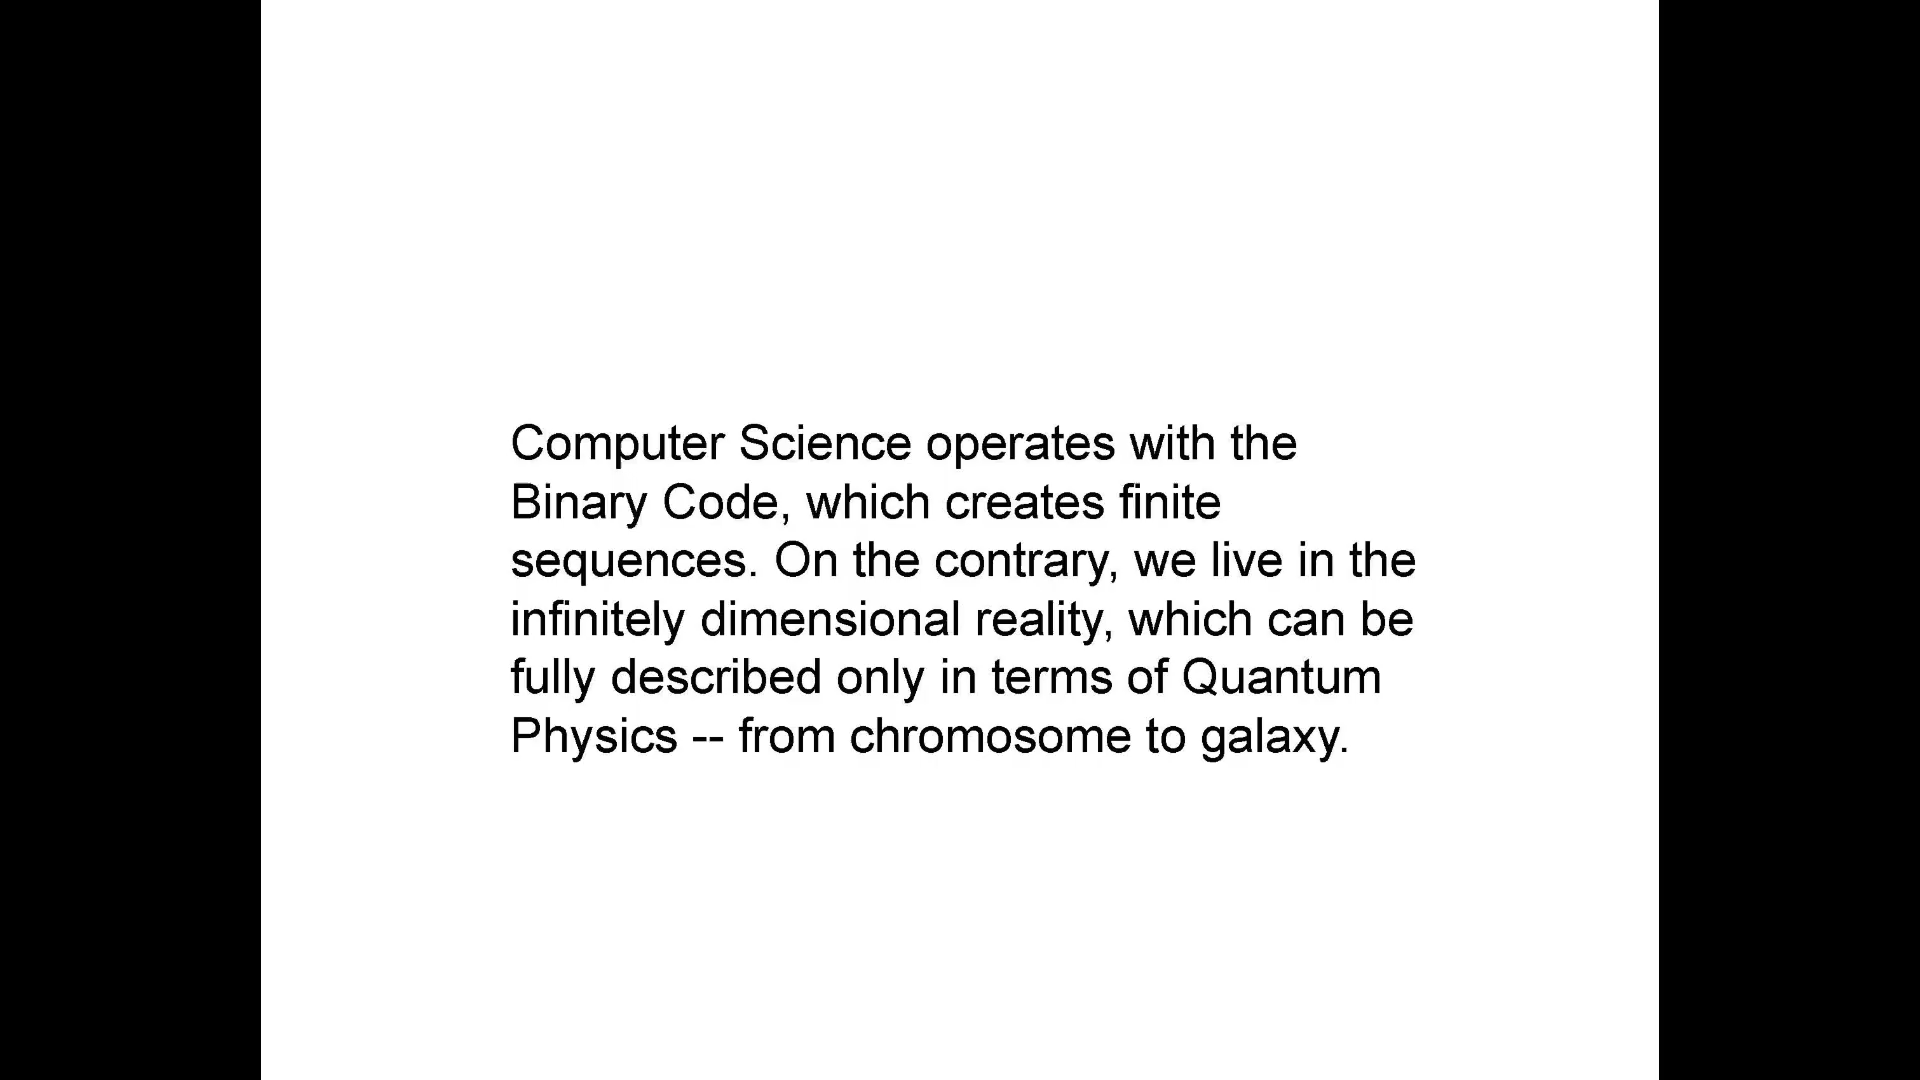 Computer Science operates with the
Binary Code, which creates finite
sequences. On the contrary, we live in the
infinitely dimensional reality, which can be
fully described only in terms of Quantum
Physics -- from chromosome to galaxy.